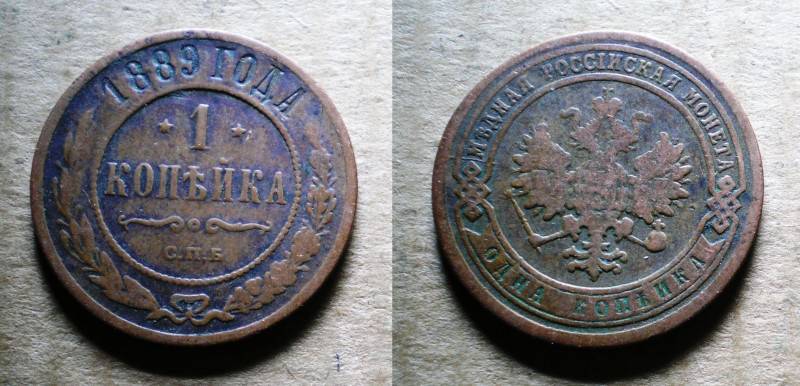 1889 ГОДА
1
КОПѢЙКА
С.П.Б.
МѢДНАЯ РОССІЙСКАЯ МОНЕТА
ОДНА КОПѢЙКА